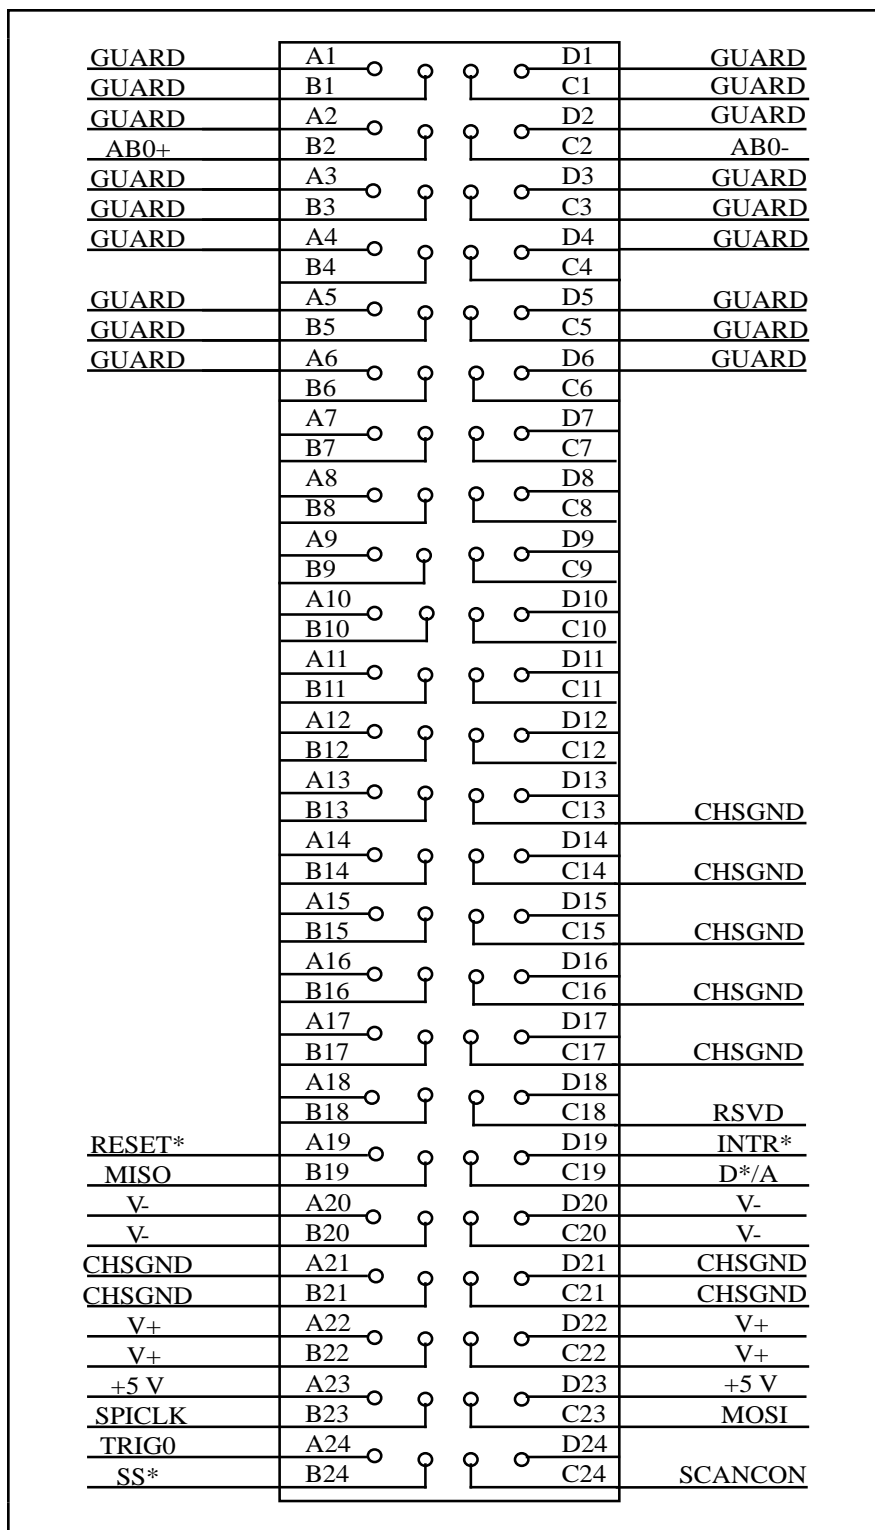 GUARD A1 D1 GUARD
GUARD B1 C1 GUARD
GUARD A2 D2 GUARD
AB0+ B2 C2 AB0-
GUARD A3 D3 GUARD
GUARD B3 C3 GUARD
GUARD A4 D4 GUARD
B4 C4
GUARD A5 D5 GUARD
GUARD B5 C5 GUARD
GUARD A6 D6 GUARD
B6 C6
A7 D7
B7 C7
A8 D8
B8 C8
A9 D9
B9 C9
A10 D10
B10 C10
A11 D11
B11 C11
A12 D12
B12 C12
A13 D13
B13 C13 CHSGND
A14 D14
B14 C14 CHSGND
A15 D15
B15 C15 CHSGND
A16 D16
B16 C16 CHSGND
A17 D17
B17 C17 CHSGND
A18 D18
B18 C18 RSVD
RESET* A19 D19 INTR*
MISO B19 C19 D*/A
V- A20 D20 V-
V- B20 C20 V-
CHSGND A21 D21 CHSGND
CHSGND B21 C21 CHSGND
V+ A22 D22 V+
V+ B22 C22 V+
+5 V A23 D23 +5 V
SPICLK B23 C23 MOSI
TRIG0 A24 D24
SS* B24 C24 SCANCON